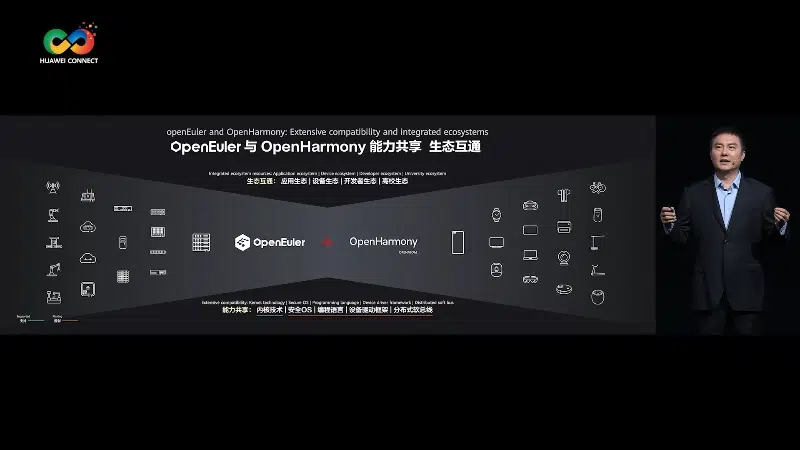 HUAWEI CONNECT
openEuler and OpenHarmony: Extensive compatibility and integrated ecosystems
OpenEuler 与 OpenHarmony 能力共享 生态互通
Integrated ecosystem resources: Application ecosystem | Device ecosystem | Developer ecosystem | University ecosystem
生态互通： 应用生态 | 设备生态 | 开发者生态 | 高校生态
OpenEuler
OpenHarmony
Extensive compatibility: Kernel technology | Secure OS | Programming language | Device driver framework | Distributed soft bus
能力共享： 内核技术 | 安全OS | 编程语言 | 设备驱动框架 | 分布式软总线